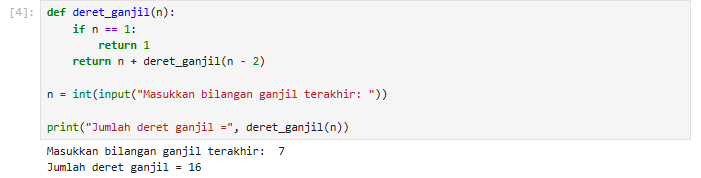 [4]: def deret_ganjil(n):
    if n == 1:
        return 1
    return n + deret_ganjil(n - 2)
n = int(input("Masukkan bilangan ganjil terakhir: "))
print("Jumlah deret ganjil =", deret_ganjil(n))
Masukkan bilangan ganjil terakhir:  7
Jumlah deret ganjil = 16